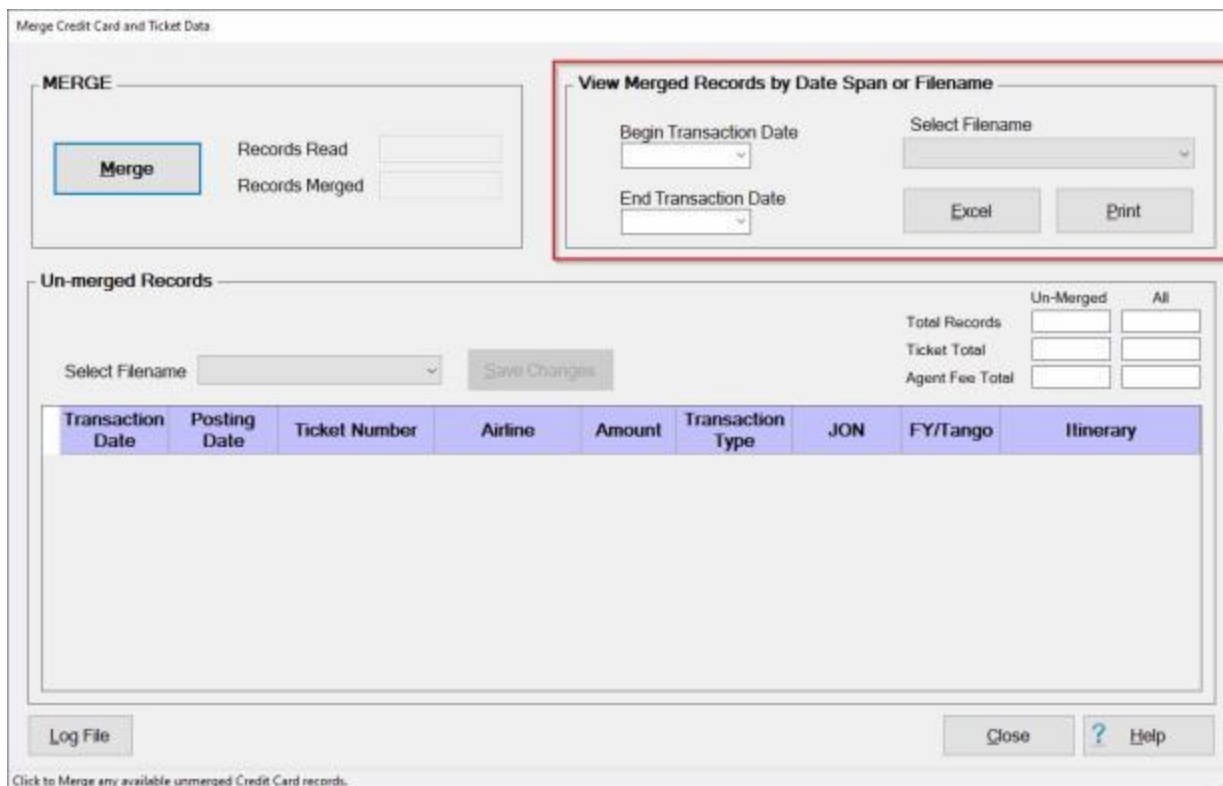 Merge Credit Card and Ticket Data
MERGE
Merge
Records Read
Records Merged
View Merged Records by Date Span or Filename
Begin Transaction Date
Select Filename
End Transaction Date
Excel
Print
Un-merged Records
Un-Merged All
Total Records
Ticket Total
Agent Fee Total
Select Filename
Save Changes
Transaction Date
Posting Date
Ticket Number
Airline
Amount
Transaction Type
JON
FY/Tango
Itinerary
Log File
Close
? Help
Click to Merge any available unmerged Credit Card records.